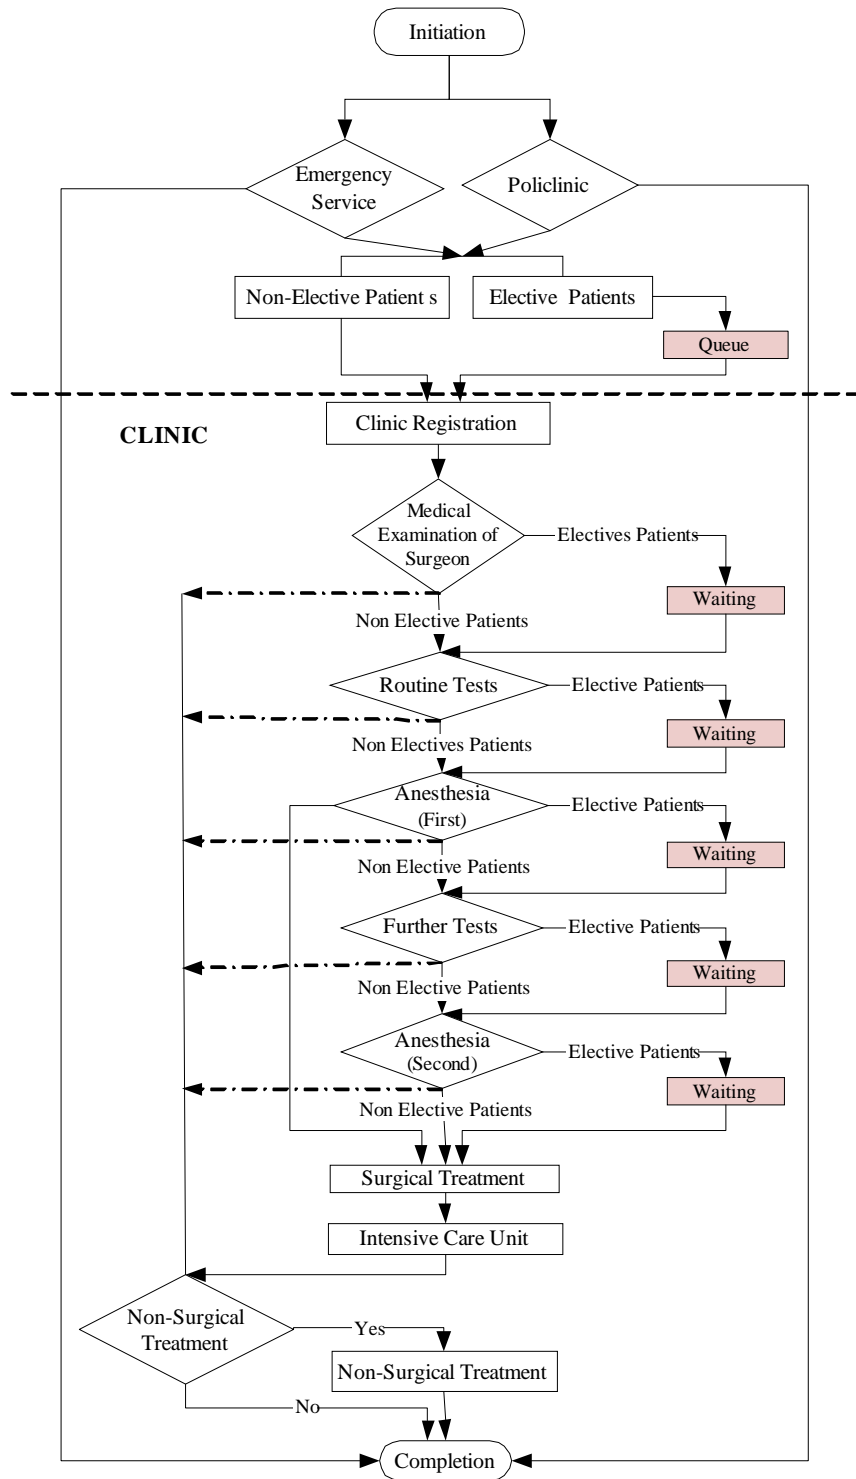 Initiation
Emergency
Service
Policlinic
Non-Elective Patient s
Elective Patients
Queue
CLINIC
Clinic Registration
Medical
Examination of
Surgeon
Electives Patients
Waiting
Non Elective Patients
Routine Tests
Elective Patients
Waiting
Non Electives Patients
Anesthesia
(First)
Elective Patients
Waiting
Non Elective Patients
Further Tests
Elective Patients
Waiting
Non Elective Patients
Anesthesia
(Second)
Elective Patients
Waiting
Non Elective Patients
Surgical Treatment
Intensive Care Unit
Non-Surgical
Treatment
Yes
Non-Surgical Treatment
No
Completion